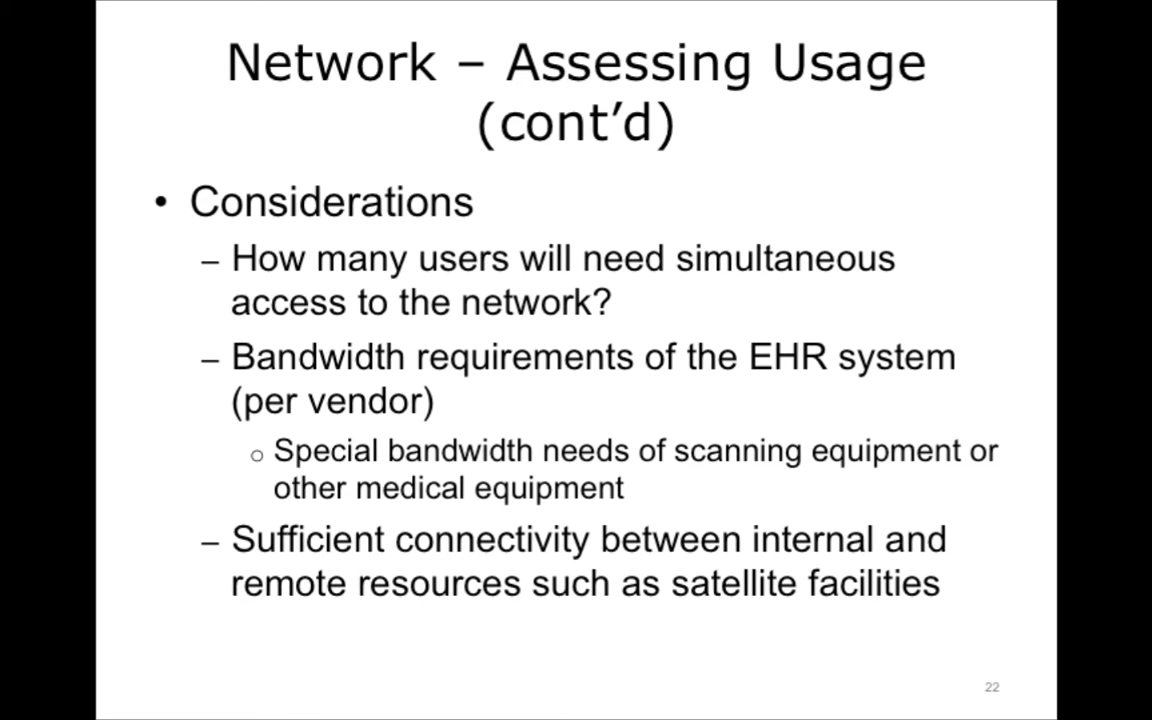 Network – Assessing Usage
(cont’d)
• Considerations
– How many users will need simultaneous
access to the network?
– Bandwidth requirements of the EHR system
(per vendor)
o Special bandwidth needs of scanning equipment or
other medical equipment
– Sufficient connectivity between internal and
remote resources such as satellite facilities
22